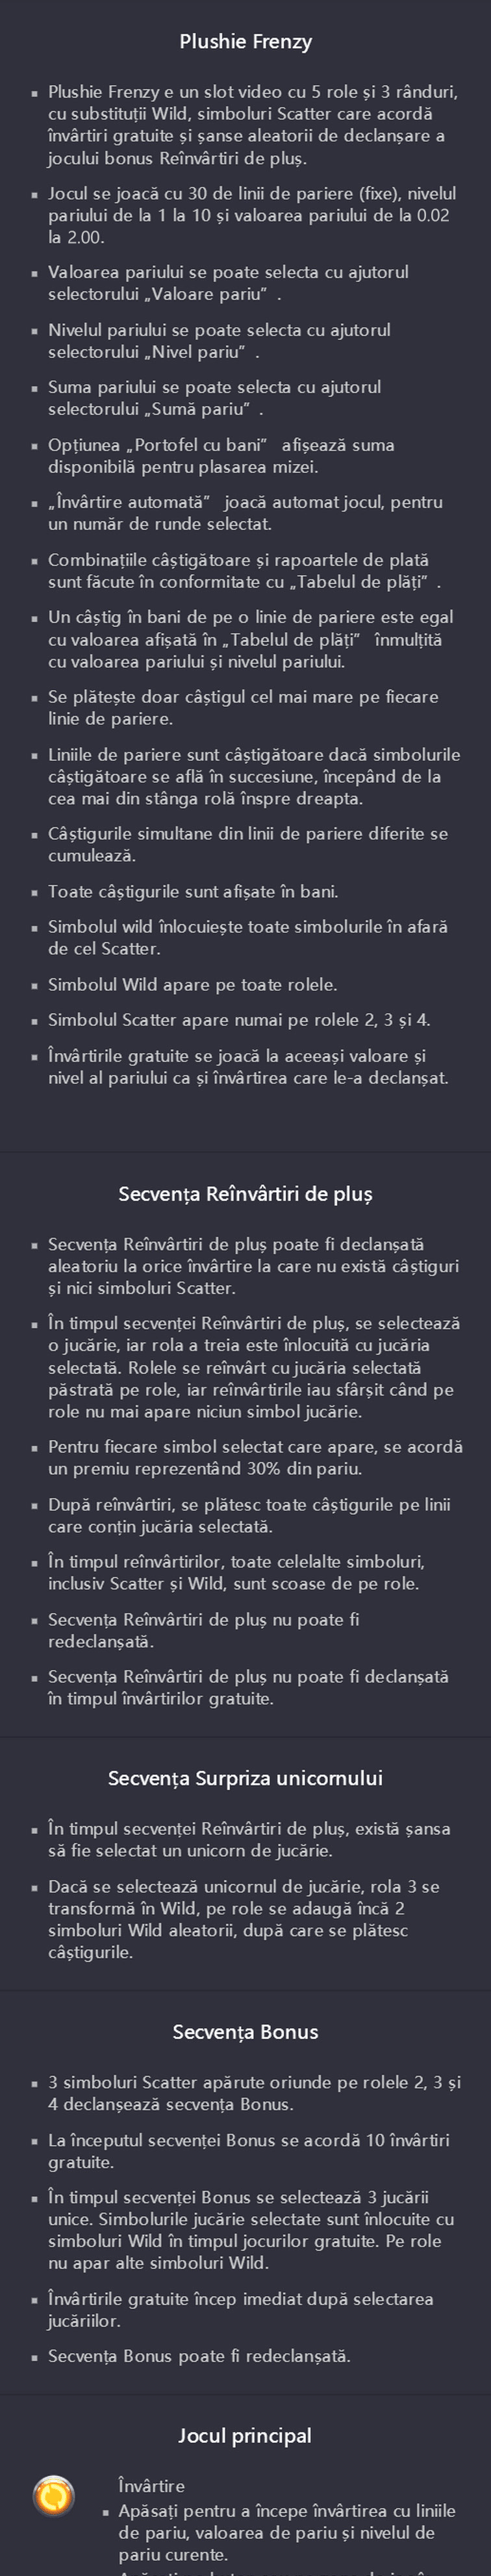 Plushie Frenzy
▪ Plushie Frenzy e un slot video cu 5 role și 3 rânduri,
cu substituții Wild, simboluri Scatter care acordă
învârtiri gratuite și șanse aleatorii de declanșare a
jocului bonus Reînvârtiri de pluș.
▪ Jocul se joacă cu 30 de linii de pariere (fixe), nivelul
pariului de la 1 la 10 și valoarea pariului de la 0.02
la 2.00.
▪ Valoarea pariului se poate selecta cu ajutorul
selectorului „Valoare pariu” .
▪ Nivelul pariului se poate selecta cu ajutorul
selectorului „Nivel pariu” .
▪ Suma pariului se poate selecta cu ajutorul
selectorului „Sumă pariu” .
▪ Opțiunea „Portofel cu bani” afișează suma
disponibilă pentru plasarea mizei.
▪ „Învârtire automată” joacă automat jocul, pentru
un număr de runde selectat.
▪ Combinațiile câștigătoare și rapoartele de plată
sunt făcute în conformitate cu „Tabelul de plăți” .
▪ Un câștig în bani de pe o linie de pariere este egal
cu valoarea afișată în „Tabelul de plăți” înmulțită
cu valoarea pariului și nivelul pariului.
▪ Se plătește doar câștigul cel mai mare pe fiecare
linie de pariere.
▪ Liniile de pariere sunt câștigătoare dacă simbolurile
câștigătoare se află în succesiune, începând de la
cea mai din stânga rolă înspre dreapta.
▪ Câștigurile simultane din linii de pariere diferite se
cumulează.
▪ Toate câștigurile sunt afișate în bani.
▪ Simbolul wild înlocuiește toate simbolurile în afară
de cel Scatter.
▪ Simbolul Wild apare pe toate rolele.
▪ Simbolul Scatter apare numai pe rolele 2, 3 și 4.
▪ Învârtirile gratuite se joacă la aceeași valoare și
nivel al pariului ca și învârtirea care le-a declanșat.
Secvența Reînvârtiri de pluș
▪ Secvența Reînvârtiri de pluș poate fi declanșată
aleatoriu la orice învârtire la care nu există câștiguri
și nici simboluri Scatter.
▪ În timpul secvenței Reînvârtiri de pluș, se selectează
o jucărie, iar rola a treia este înlocuită cu jucăria
selectată. Rolele se reînvârt cu jucăria selectată
păstrată pe role, iar reînvârtirile iau sfârșit când pe
role nu mai apare niciun simbol jucărie.
▪ Pentru fiecare simbol selectat care apare, se acordă
un premiu reprezentând 30% din pariu.
▪ După reînvârtiri, se plătesc toate câștigurile pe linii
care conțin jucăria selectată.
▪ În timpul reînvârtirilor, toate celelalte simboluri,
inclusiv Scatter și Wild, sunt scoase de pe role.
▪ Secvența Reînvârtiri de pluș nu poate fi
redeclanșată.
▪ Secvența Reînvârtiri de pluș nu poate fi declanșată
în timpul învârtirilor gratuite.
Secvența Surpriza unicornului
▪ În timpul secvenței Reînvârtiri de pluș, există șansa
să fie selectat un unicorn de jucărie.
▪ Dacă se selectează unicornul de jucărie, rola 3 se
transformă în Wild, pe role se adaugă încă 2
simboluri Wild aleatorii, după care se plătesc
câștigurile.
Secvența Bonus
▪ 3 simboluri Scatter apărute oriunde pe rolele 2, 3 și
4 declanșează secvența Bonus.
▪ La începutul secvenței Bonus se acordă 10 învârtiri
gratuite.
▪ În timpul secvenței Bonus se selectează 3 jucării
unice. Simbolurile jucărie selectate sunt înlocuite cu
simboluri Wild în timpul jocurilor gratuite. Pe role
nu apar alte simboluri Wild.
▪ Învârtirile gratuite încep imediat după selectarea
jucăriilor.
▪ Secvența Bonus poate fi redeclanșată.
Jocul principal
Învârtire
▪ Apăsați pentru a începe învârtirea cu liniile
de pariu, valoarea de pariu și nivelul de
pariu curente.